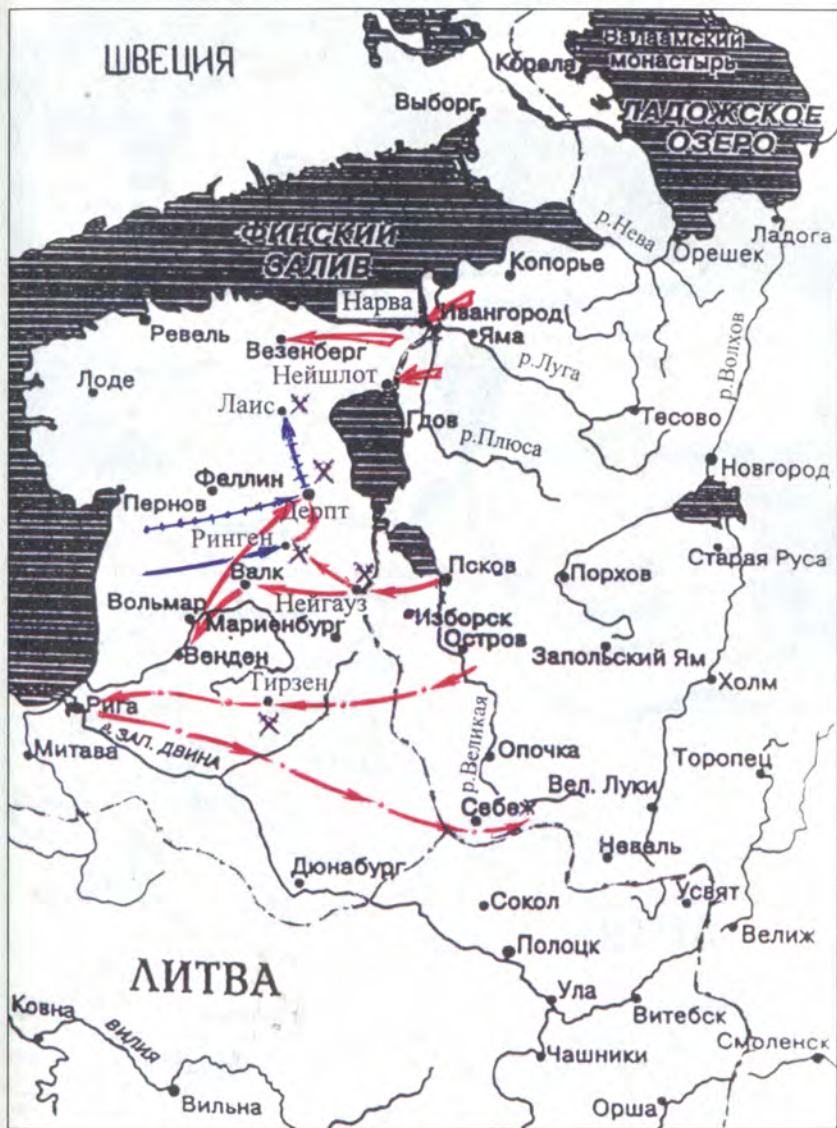 ШВЕЦИЯ
Валаамский
монастырь
Корела
Выборг
ЛАДОЖСКОЕ
ОЗЕРО
р.Нева
Ладога
Орешек
ФИНСКИЙ
ЗАЛИВ
Копорье
Нарва
Ивангород
Яма
Ревель
Везенберг
р.Луга
р.Волхов
Нейшлот
Лоде
Лаис
Гдов
Тесово
р.Плюса
Новгород
Феллин
Пернов
Дерпт
Ринген
Старая Руса
Псков
Порхов
Валк
Нейгауз
Вольмар
Мариенбург
Изборск
Остров
Венден
Запольский Ям
Холм
Тирзен
Рига
р.Великая
Митава
р. ЗАП. ДВИНА
Опочка
Торопец
Вел. Луки
Себеж
Невель
Дюнабург
Сокол
Усвят
Велиж
Полоцк
ЛИТВА
Ула
Витебск
Ковна
ВИЛИЯ
Чашники
Смоленск
Вильна
Орша